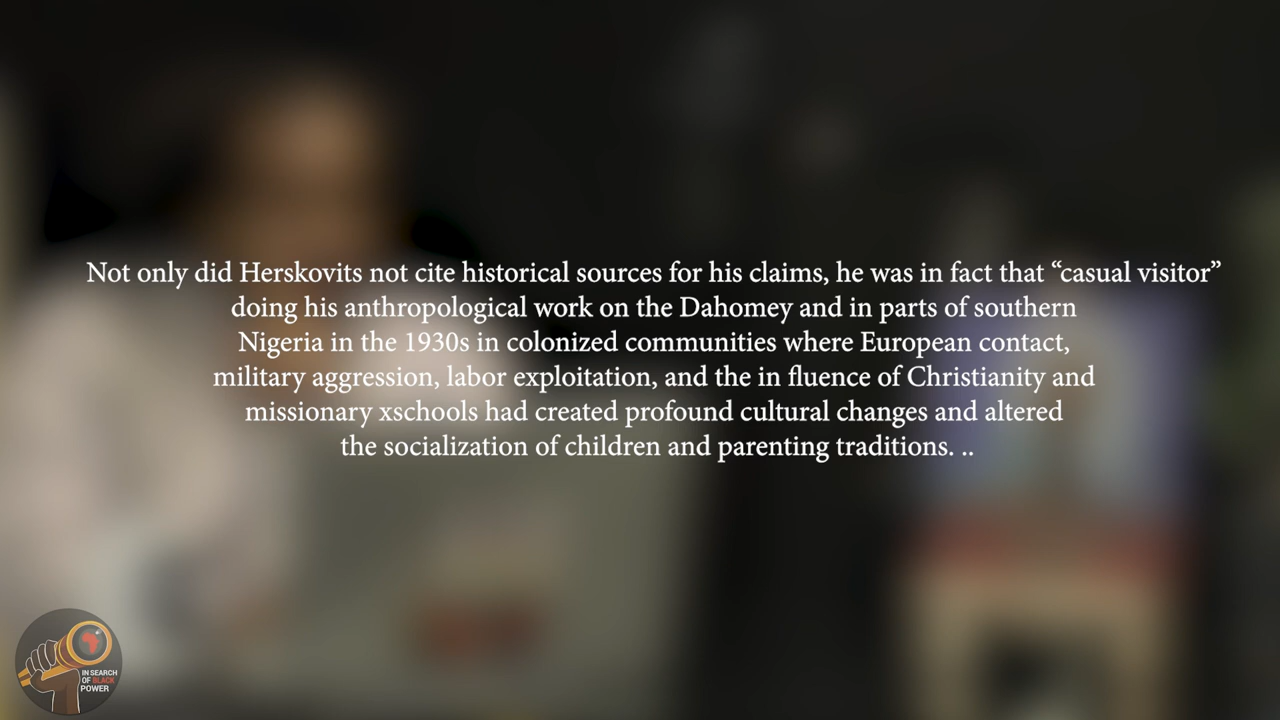 Not only did Herskovits not cite historical sources for his claims, he was in fact that “casual visitor”
doing his anthropological work on the Dahomey and in parts of southern
Nigeria in the 1930s in colonized communities where European contact,
military aggression, labor exploitation, and the in fluence of Christianity and
missionary xschools had created profound cultural changes and altered
the socialization of children and parenting traditions. ..
IN SEARCH
OF BLACK
POWER